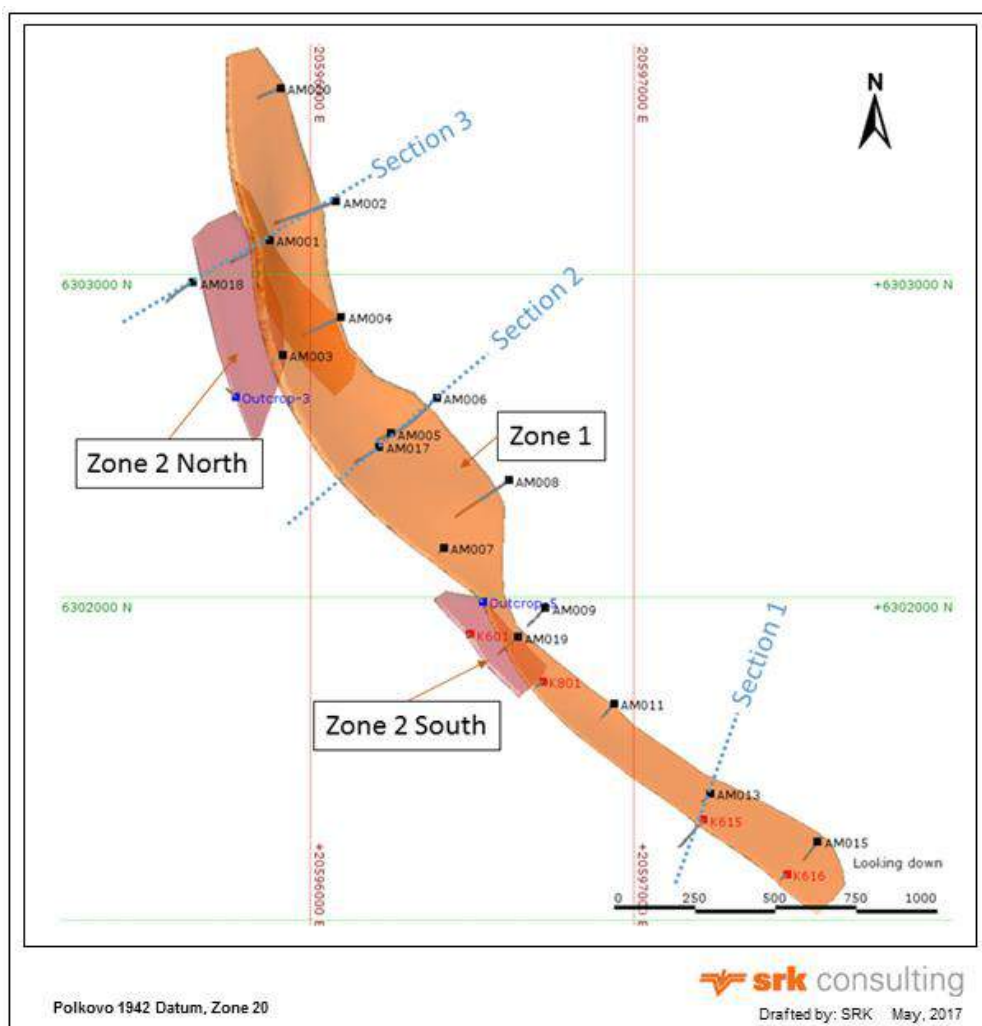 20596000 E
20597000 E
N
AM020
Section 3
AM002
AM001
6303000 N
+6303000 N
AM018
Section 2
AM004
AM003
Outcrop-3
AM006
Zone 2 North
AM005
AM017
Zone 1
AM008
AM007
6302000 N
+6302000 N
Outcrop-5
AM009
K601
AM019
Section 1
K801
Zone 2 South
AM011
AM013
K615
AM015
Looking down
K616
+20596000 E
+20597000 E
0 250 500 750 1000
srk consulting
Polkovo 1942 Datum, Zone 20
Drafted by: SRK May, 2017